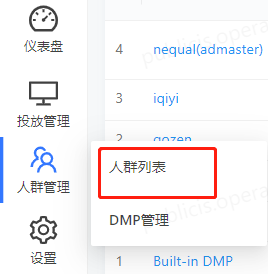 仪表盘
投放管理
人群管理
设置
4 nequal(admaster)
3 iqiyi
2 gozen
人群列表
DMP管理
1 Built-in DMP